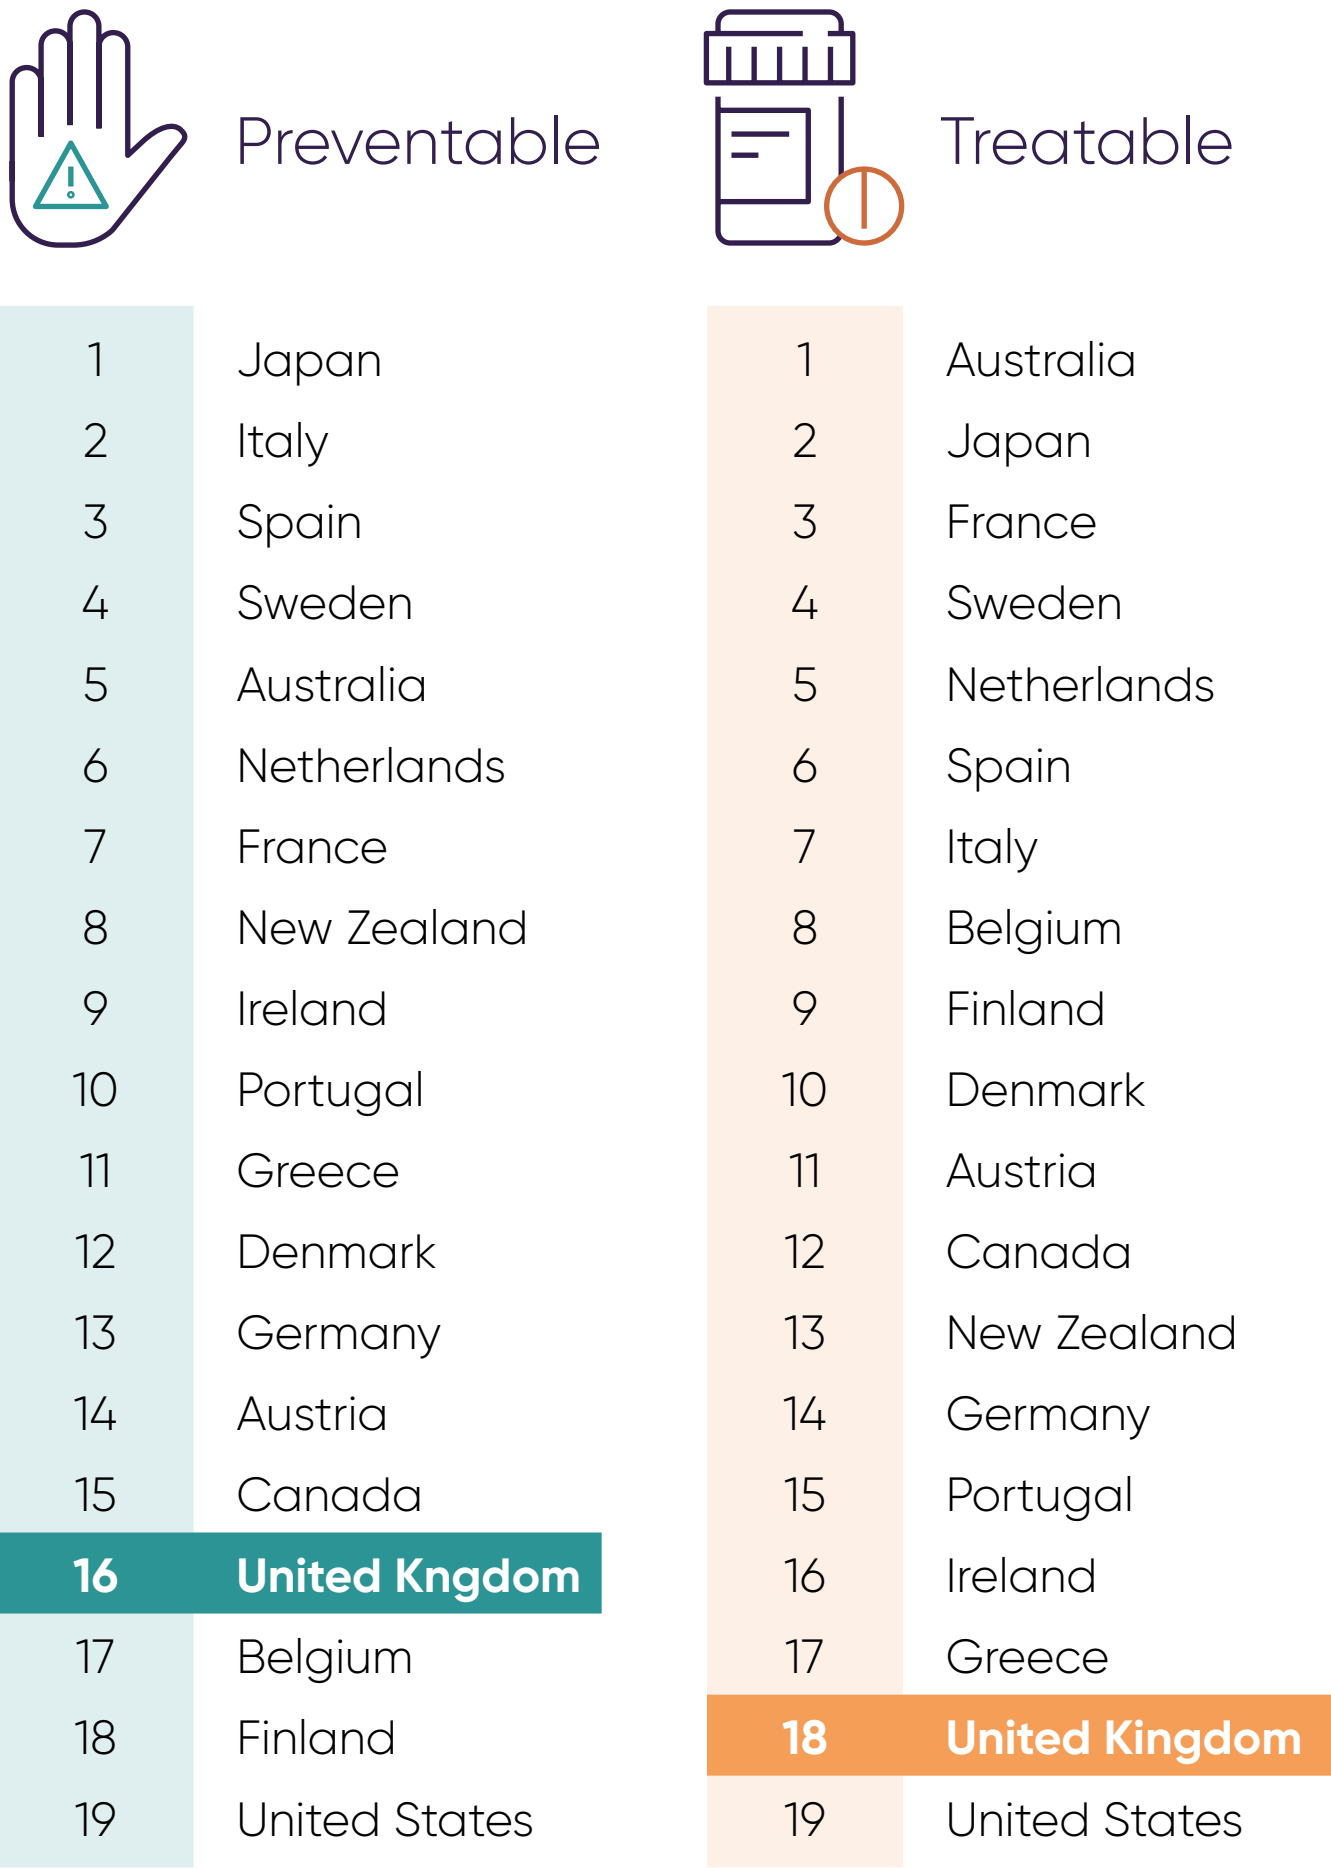 Preventable
1 Japan
2 Italy
3 Spain
4 Sweden
5 Australia
6 Netherlands
7 France
8 New Zealand
9 Ireland
10 Portugal
11 Greece
12 Denmark
13 Germany
14 Austria
15 Canada
16 United Kngdom
17 Belgium
18 Finland
19 United States
Treatable
1 Australia
2 Japan
3 France
4 Sweden
5 Netherlands
6 Spain
7 Italy
8 Belgium
9 Finland
10 Denmark
11 Austria
12 Canada
13 New Zealand
14 Germany
15 Portugal
16 Ireland
17 Greece
18 United Kingdom
19 United States